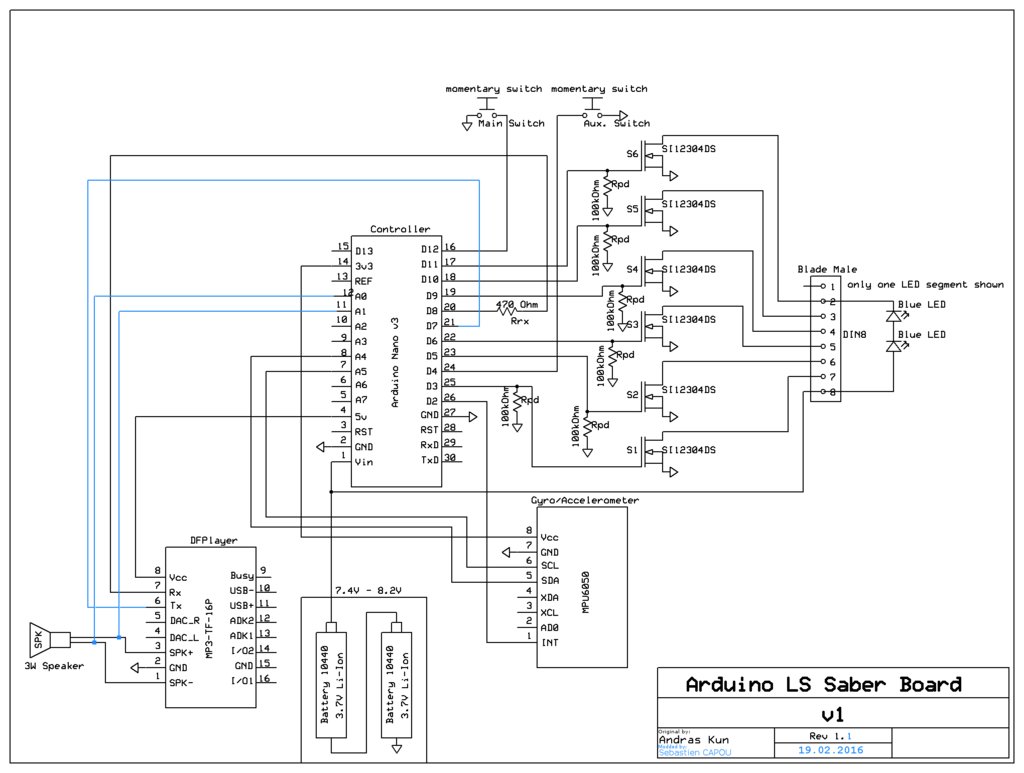 momentary switch momentary switch
Main Switch Aux. Switch
S6 SI12304DS
Rpd
100kOhm
S5 SI12304DS
Rpd
100kOhm
S4 SI12304DS
Rpd
100kOhm
S3 SI12304DS
Rpd
100kOhm
S2 SI12304DS
Rpd
100kOhm
S1 SI12304DS
Rpd
100kOhm
470 Ohm
Rrx
Controller
Arduino Nano v3
15 D13 D12 16
14 3v3 D11 17
13 REF D10 18
12 A0 D9 19
11 A1 D8 20
10 A2 D7 21
9 A3 D6 22
8 A4 D5 23
7 A5 D4 24
6 A6 D3 25
5 A7 D2 26
4 5v GND 27
3 RST RST 28
2 GND RxD 29
1 Vin TxD 30
Blade Male
only one LED segment shown
1
2
3
4
5
6
7
8
DIN8
Blue LED
Blue LED
Gyro/Accelerometer
MPU6050
8 Vcc
7 GND
6 SCL
5 SDA
4 XDA
3 XCL
2 AD0
1 INT
DFPlayer
MP3-TF-16P
8 Vcc Busy 9
7 Rx USB- 10
6 Tx USB+ 11
5 DAC_R ADK2 12
4 DAC_L ADK1 13
3 SPK+ I/O2 14
2 GND GND 15
1 SPK- I/O1 16
SPK
3W Speaker
7.4V - 8.2V
Battery 10440
3.7V Li-Ion
Battery 10440
3.7V Li-Ion
Arduino LS Saber Board
v1
Original by:
Andras Kun
Modded by:
Sebastien CAPOU
Rev 1.1
19.02.2016